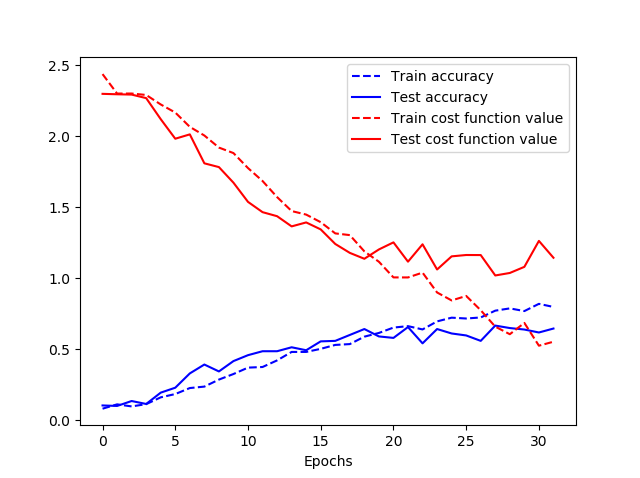 Train accuracy
Test accuracy
Train cost function value
Test cost function value
2.5
2.0
1.5
1.0
0.5
0.0
0 5 10 15 20 25 30
Epochs